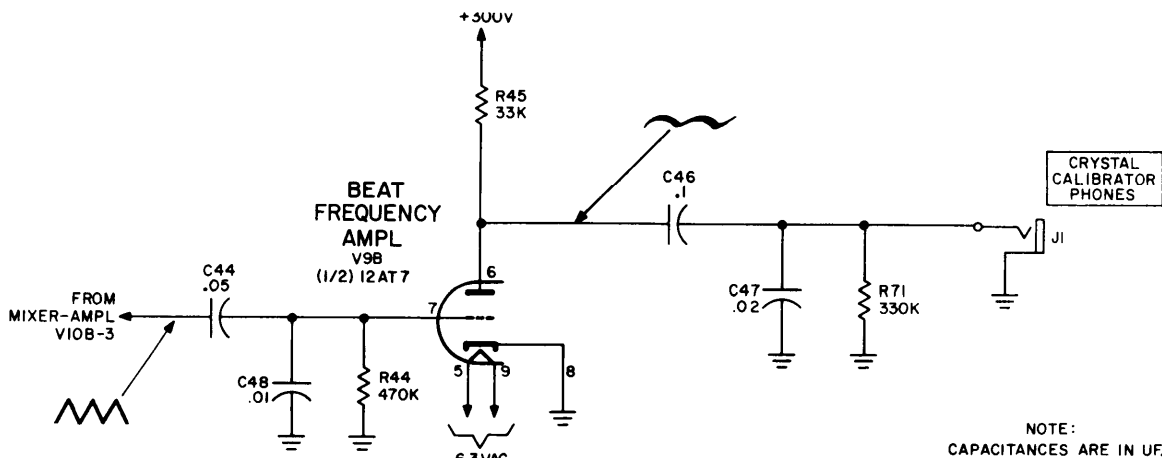 +300V
R45
33K
BEAT
FREQUENCY
AMPL
V9B
(1/2) 12AT7
C46
.1
CRYSTAL
CALIBRATOR
PHONES
J1
C44
.05
6
7
FROM
MIXER-AMPL
V10B-3
C47
.02
R71
330K
C48
.01
R44
470K
5
9
8
6.3VAC
NOTE:
CAPACITANCES ARE IN UF.